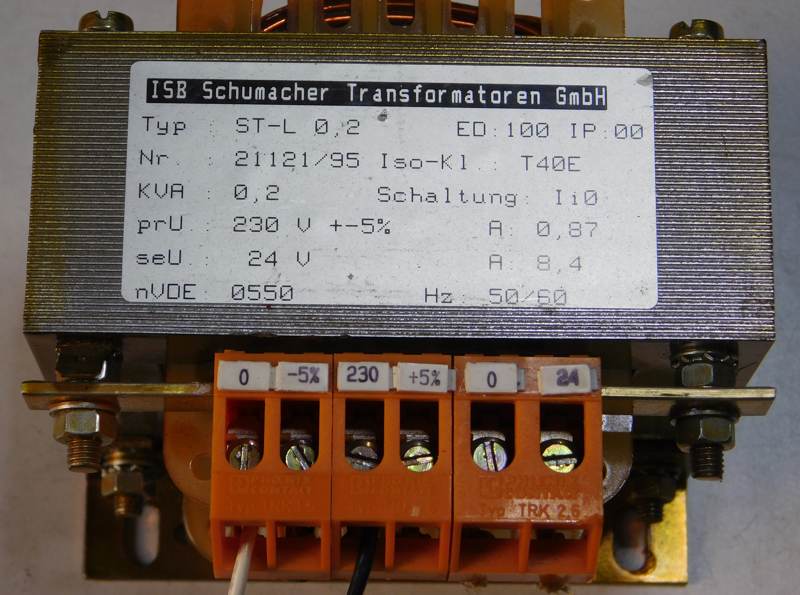 ISB Schumacher Transformatoren GmbH
Typ : ST-L 0,2 ED:100 IP:00
Nr. : 21121/95 Iso-Kl.: T40E
KVA : 0,2 Schaltung: Ii0
prU : 230 V +-5% A: 0,87
seU : 24 V A 8,4
nVDE: 0550 Hz: 50/60
0 -5% 230 +5% 0 24
Typ TRK 2.6